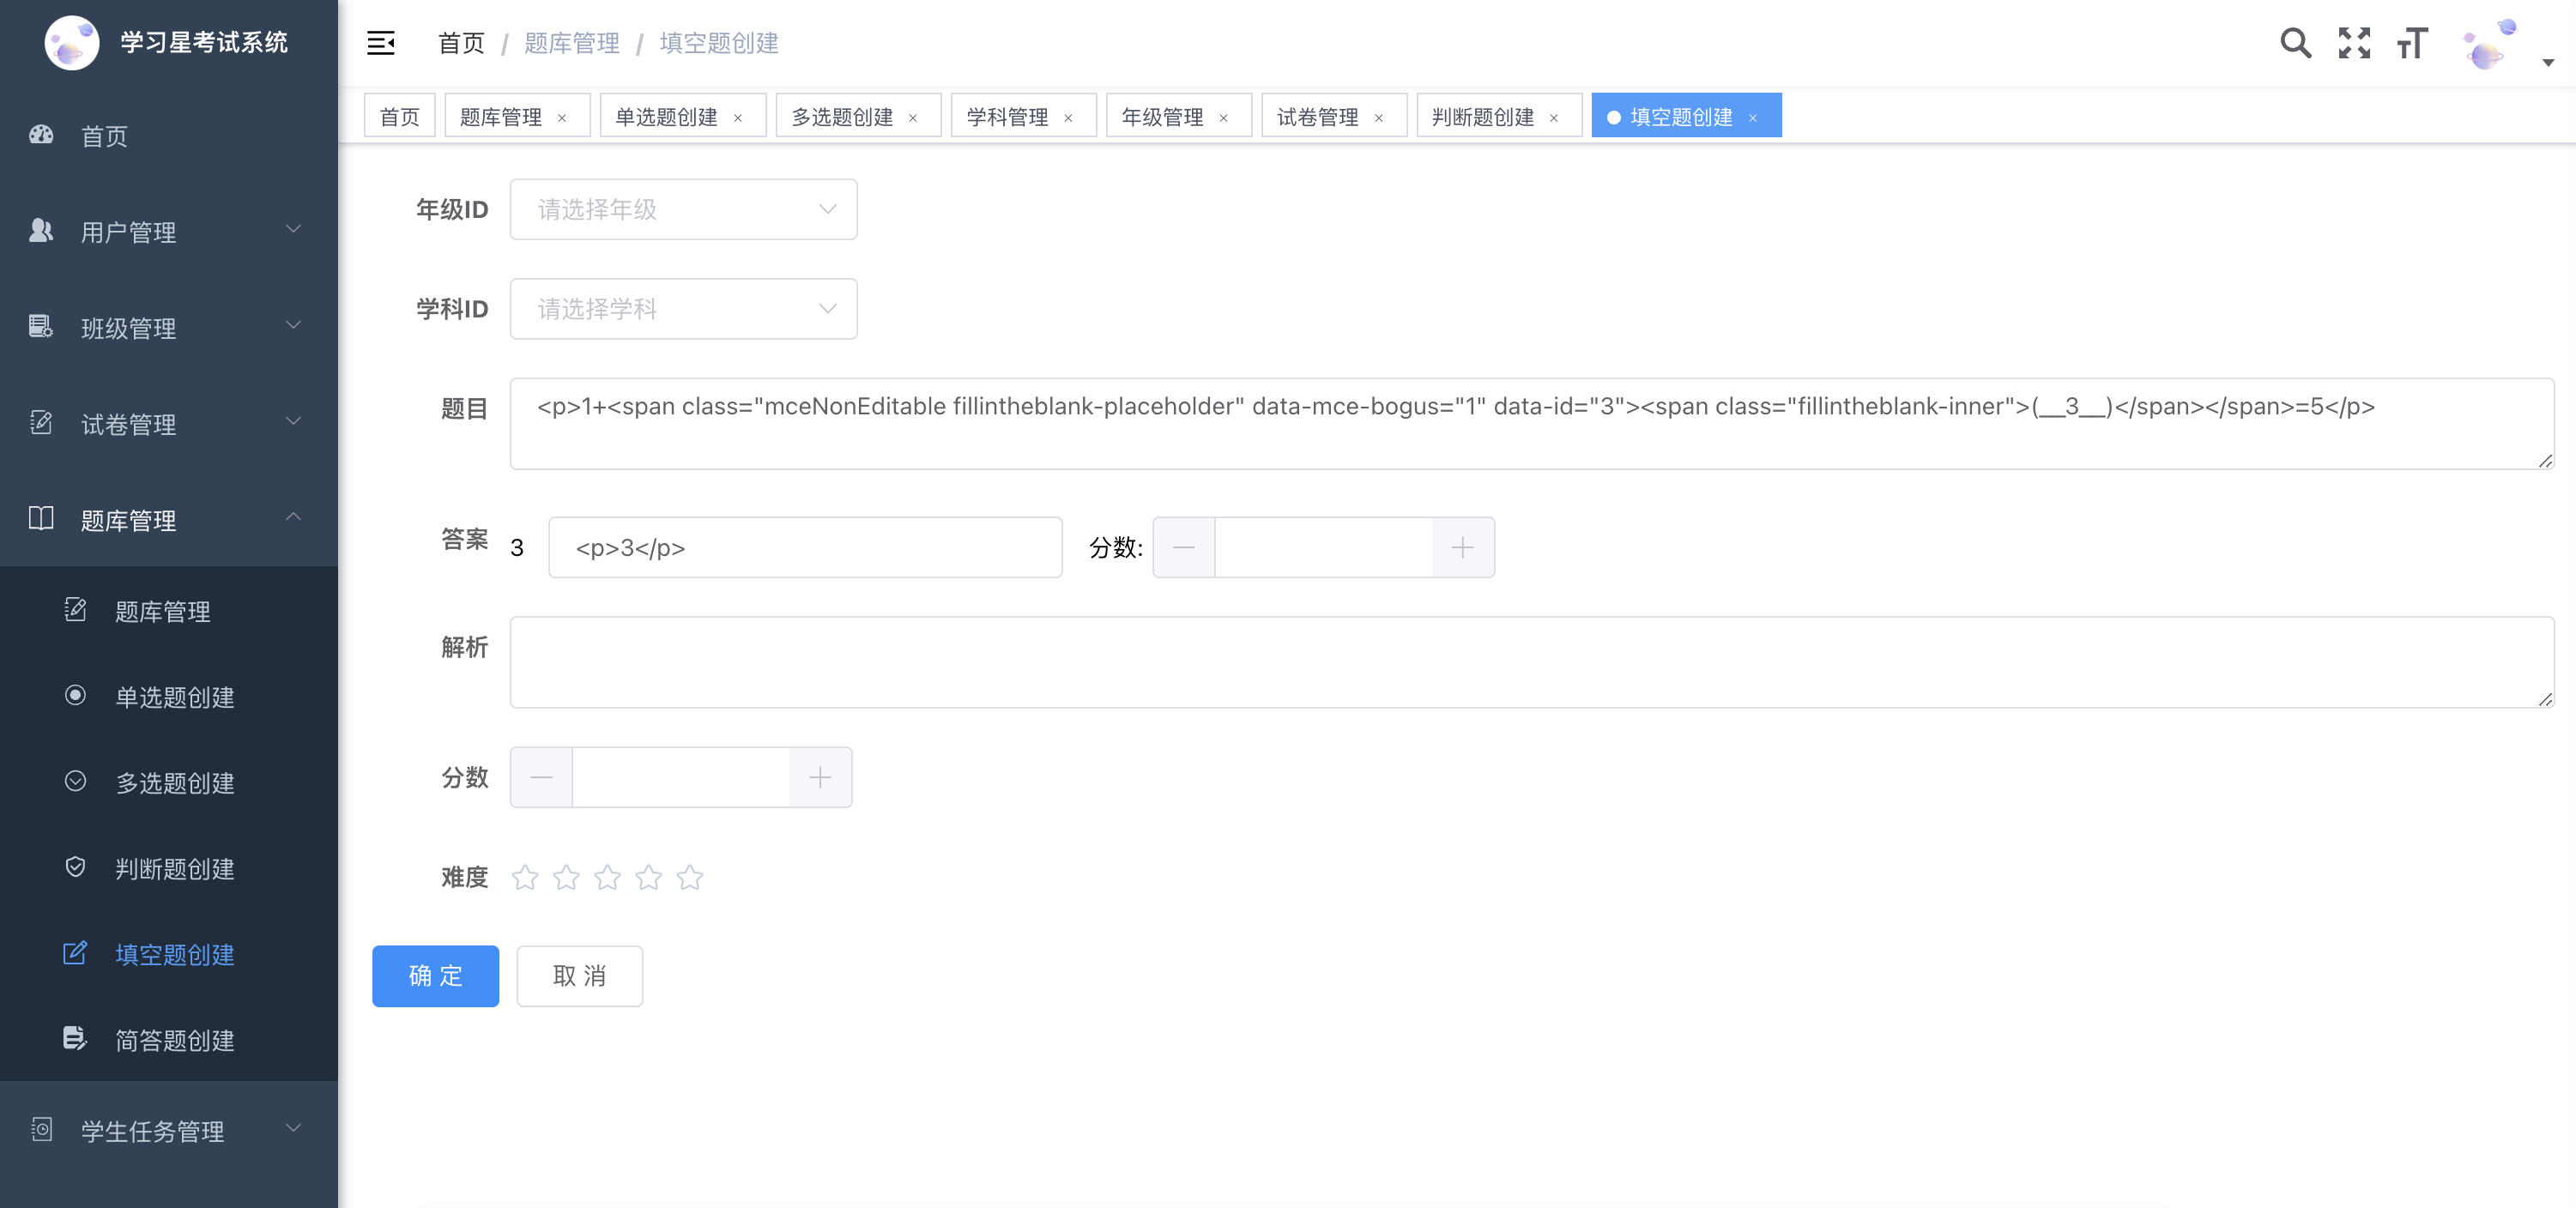 学习星考试系统
首页
用户管理
班级管理
试卷管理
题库管理
题库管理
单选题创建
多选题创建
判断题创建
填空题创建
简答题创建
学生任务管理
首页 / 题库管理 / 填空题创建
首页 题库管理 × 单选题创建 × 多选题创建 × 学科管理 × 年级管理 × 试卷管理 × 判断题创建 × 填空题创建 ×
年级ID 请选择年级
学科ID 请选择学科
题目 <p>1+<span class="mceNonEditable fillintheblank-placeholder" data-mce-bogus="1" data-id="3"><span class="fillintheblank-inner">(__3__)</span></span>=5</p>
答案 3 <p>3</p> 分数:
解析
分数
难度
确 定 取 消